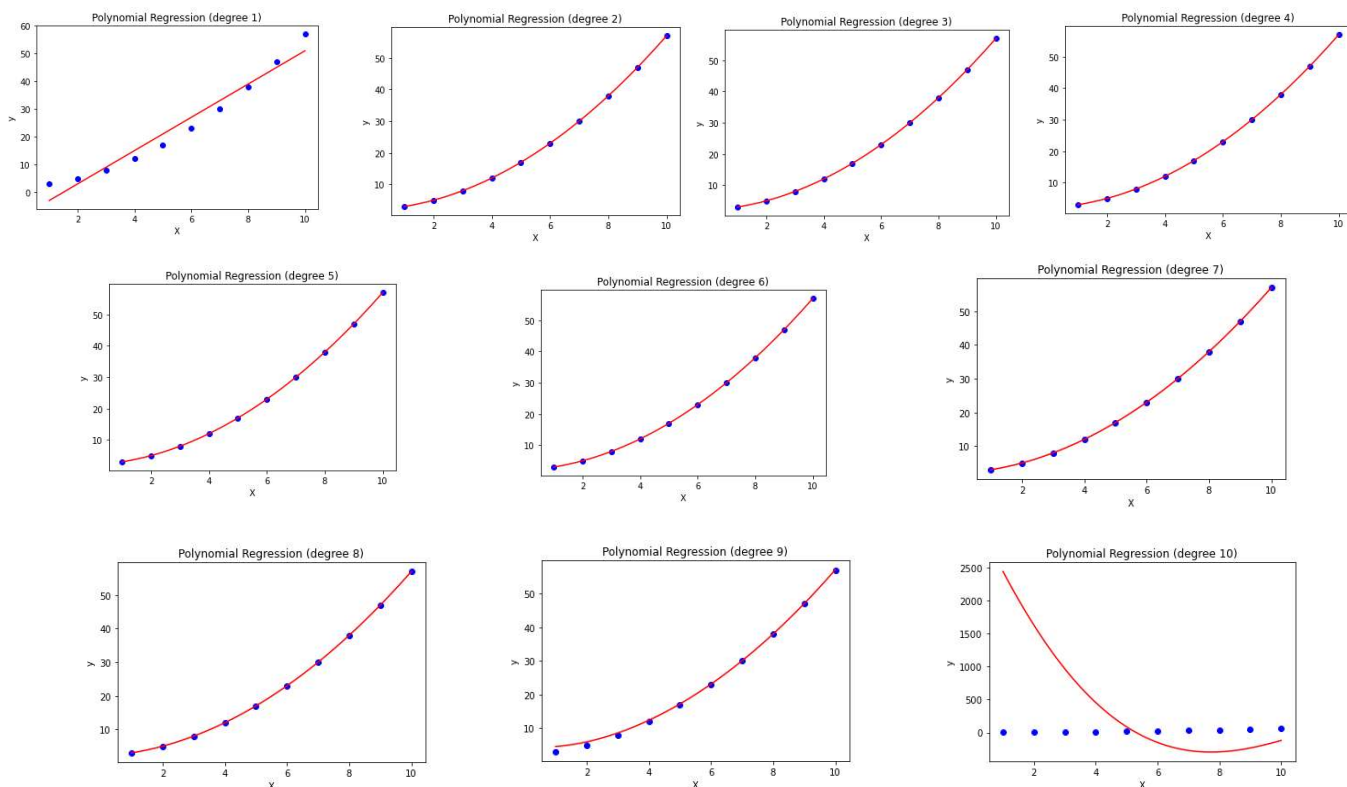 Polynomial Regression (degree 1)
60
50
40
30
20
10
0
y
2 4 6 8 10
X
Polynomial Regression (degree 2)
50
40
30
20
10
y
2 4 6 8 10
X
Polynomial Regression (degree 3)
50
40
30
20
10
y
2 4 6 8 10
X
Polynomial Regression (degree 4)
50
40
30
20
10
y
2 4 6 8 10
X
Polynomial Regression (degree 5)
50
40
30
20
10
y
2 4 6 8 10
X
Polynomial Regression (degree 6)
50
40
30
20
10
y
2 4 6 8 10
X
Polynomial Regression (degree 7)
50
40
30
20
10
y
2 4 6 8 10
X
Polynomial Regression (degree 8)
50
40
30
20
10
y
2 4 6 8 10
X
Polynomial Regression (degree 9)
50
40
30
20
10
y
2 4 6 8 10
X
Polynomial Regression (degree 10)
2500
2000
1500
1000
500
0
y
2 4 6 8 10
X